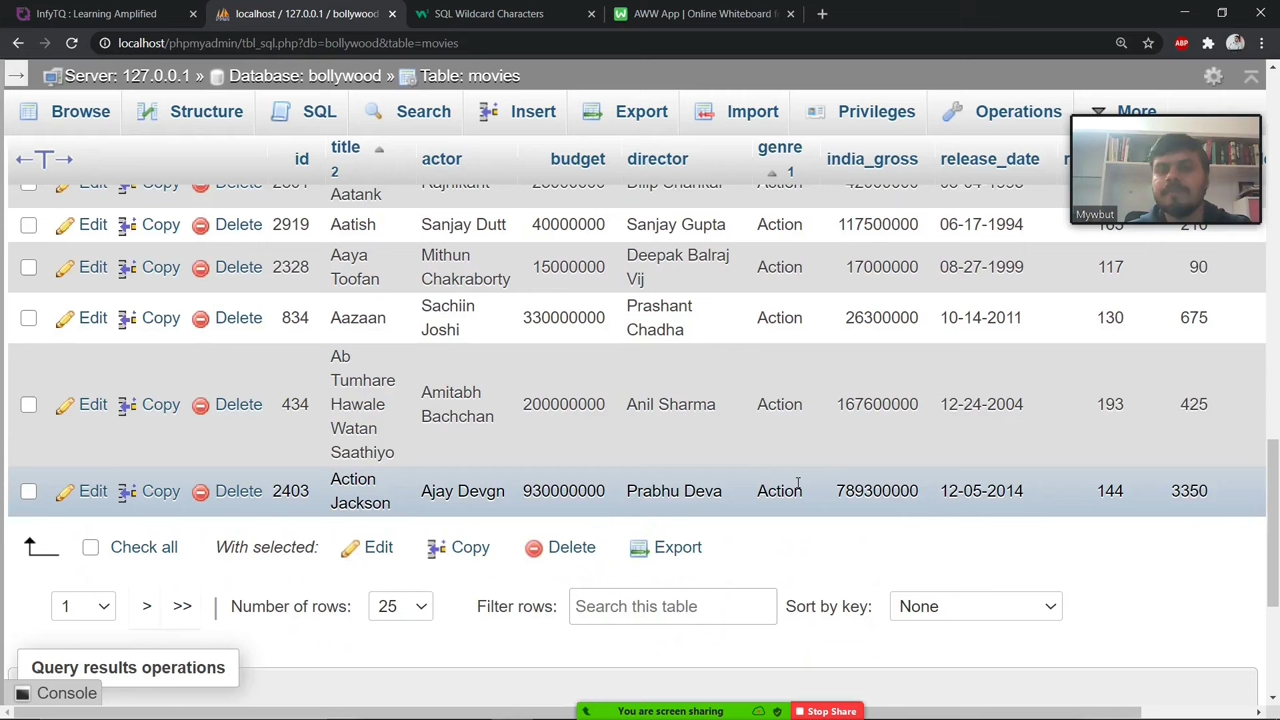 InfyTQ : Learning Amplified
localhost / 127.0.0.1 / bollywood
SQL Wildcard Characters
AWW App | Online Whiteboard for
localhost/phpmyadmin/tbl_sql.php?db=bollywood&table=movies
ABP
Server: 127.0.0.1 » Database: bollywood » Table: movies
Browse Structure SQL Search Insert Export Import Privileges Operations More
id title 2 actor budget director genre 1 india_gross release_date
Aatank Rajnikant Dilip Shankar Action
Edit Copy Delete 2919 Aatish Sanjay Dutt 40000000 Sanjay Gupta Action 117500000 06-17-1994
Edit Copy Delete 2328 Aaya Toofan Mithun Chakraborty 15000000 Deepak Balraj Vij Action 17000000 08-27-1999 117 90
Edit Copy Delete 834 Aazaan Sachiin Joshi 330000000 Prashant Chadha Action 26300000 10-14-2011 130 675
Edit Copy Delete 434 Ab Tumhare Hawale Watan Saathiyo Amitabh Bachchan 200000000 Anil Sharma Action 167600000 12-24-2004 193 425
Edit Copy Delete 2403 Action Jackson Ajay Devgn 930000000 Prabhu Deva Action 789300000 12-05-2014 144 3350
Check all With selected: Edit Copy Delete Export
1 > >> Number of rows: 25 Filter rows: Search this table Sort by key: None
Query results operations
Console
You are screen sharing Stop Share
Mywbut